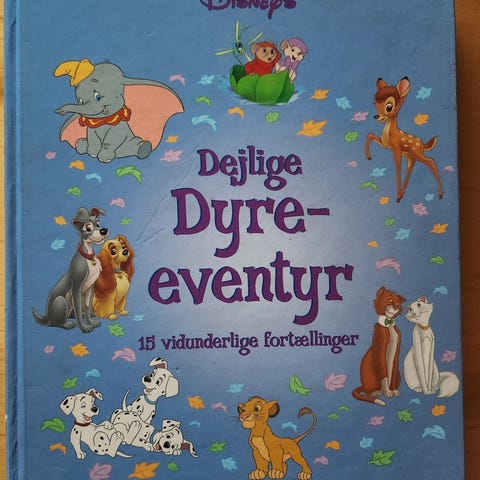 Disney's
Dejlige
Dyre-
eventyr
15 vidunderlige fortællinger